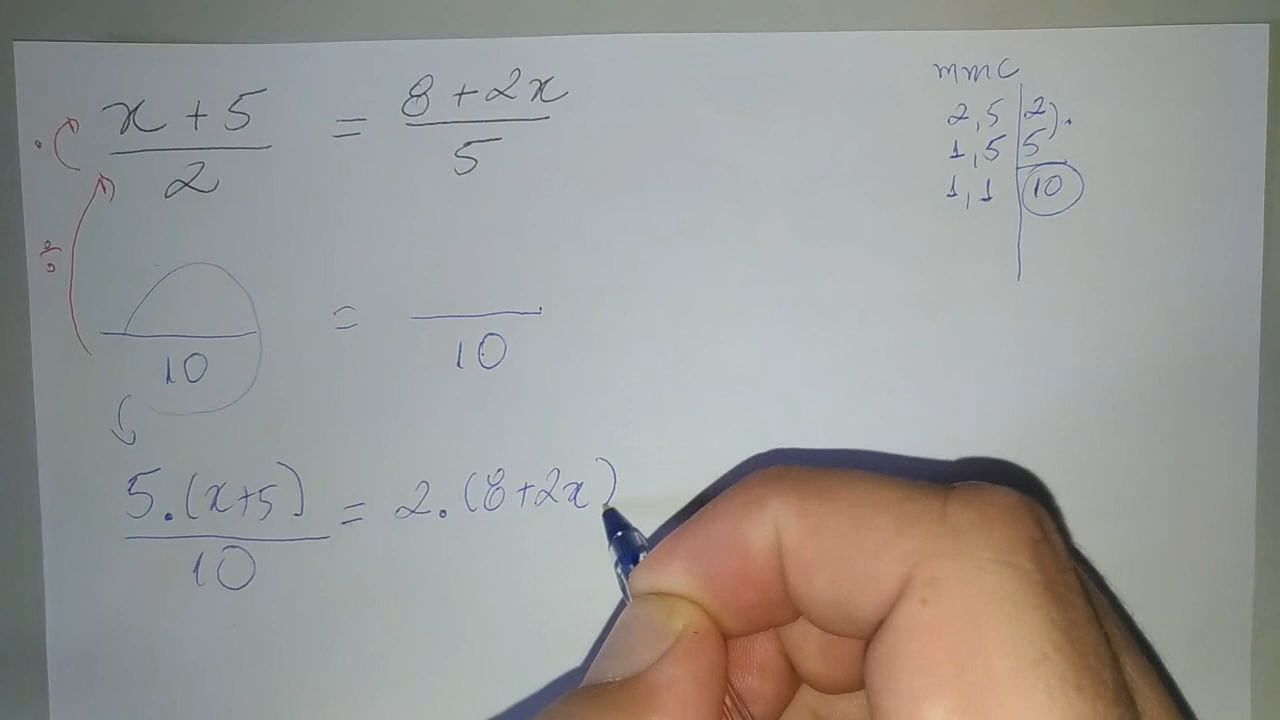 x + 5 = 8 + 2x
2 5
÷
10 = 10
5.(x+5) = 2.(8+2x)
10
mmc
2,5 2
1,5 5
1,1 10